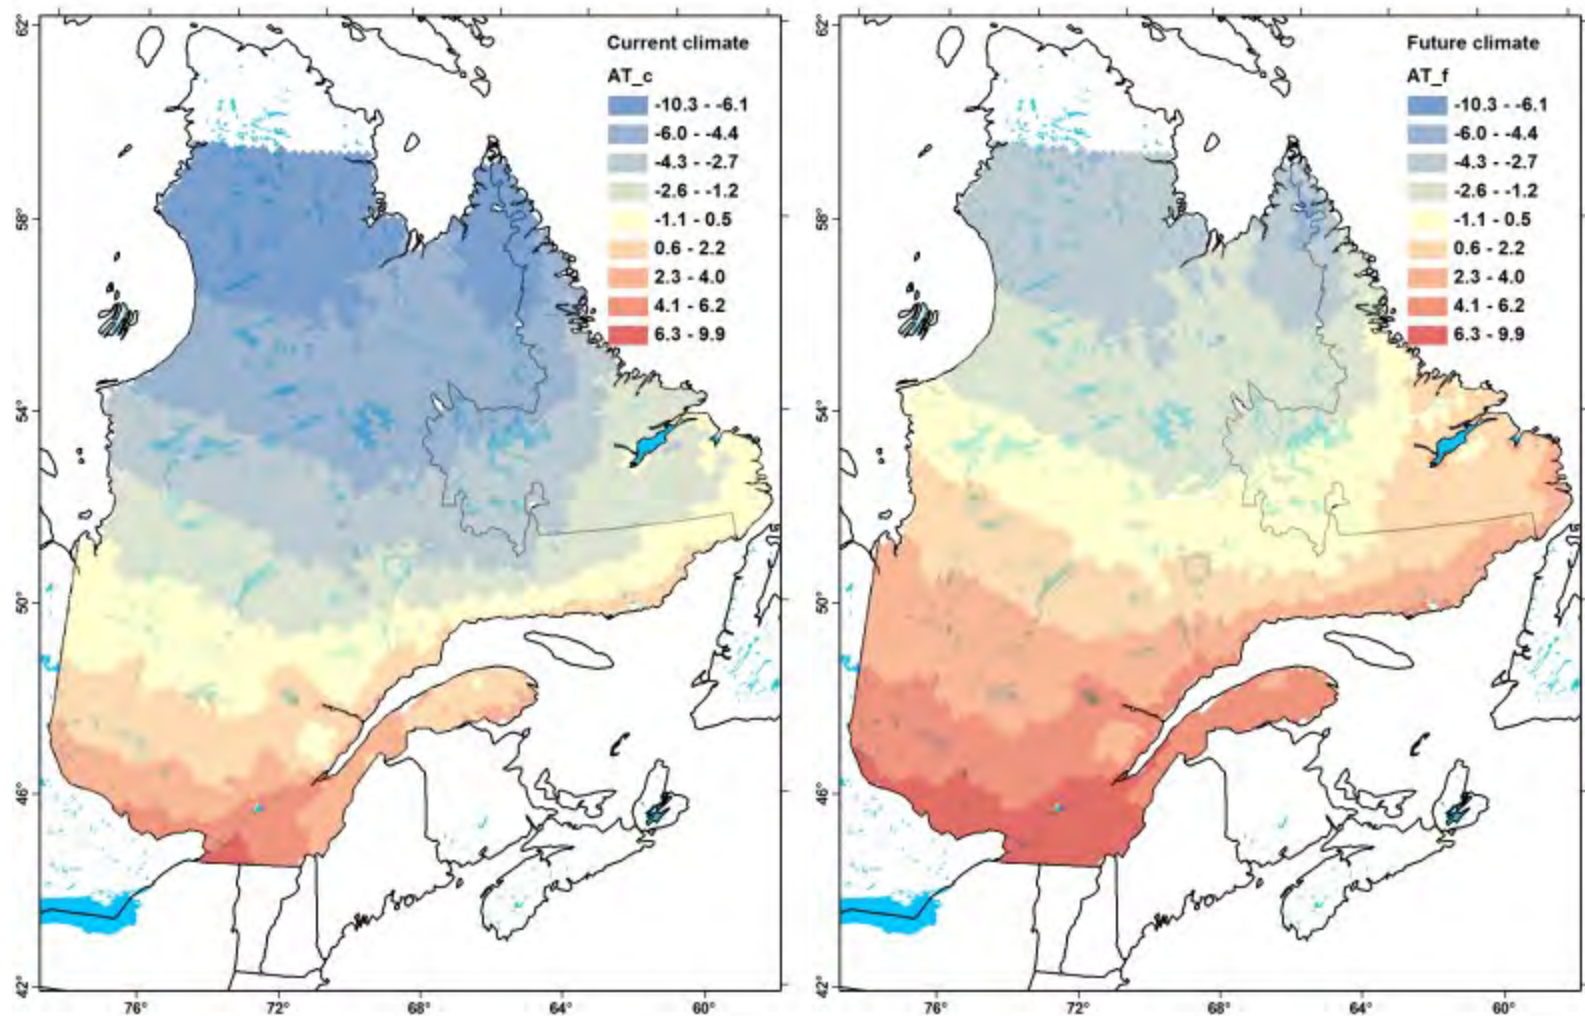 Current climate
AT_c
-10.3 - -6.1
-6.0 - -4.4
-4.3 - -2.7
-2.6 - -1.2
-1.1 - 0.5
0.6 - 2.2
2.3 - 4.0
4.1 - 6.2
6.3 - 9.9
62°
58°
54°
50°
46°
42°
76°
72°
68°
64°
60°
Future climate
AT_f
-10.3 - -6.1
-6.0 - -4.4
-4.3 - -2.7
-2.6 - -1.2
-1.1 - 0.5
0.6 - 2.2
2.3 - 4.0
4.1 - 6.2
6.3 - 9.9
62°
58°
54°
50°
46°
42°
76°
72°
68°
64°
60°